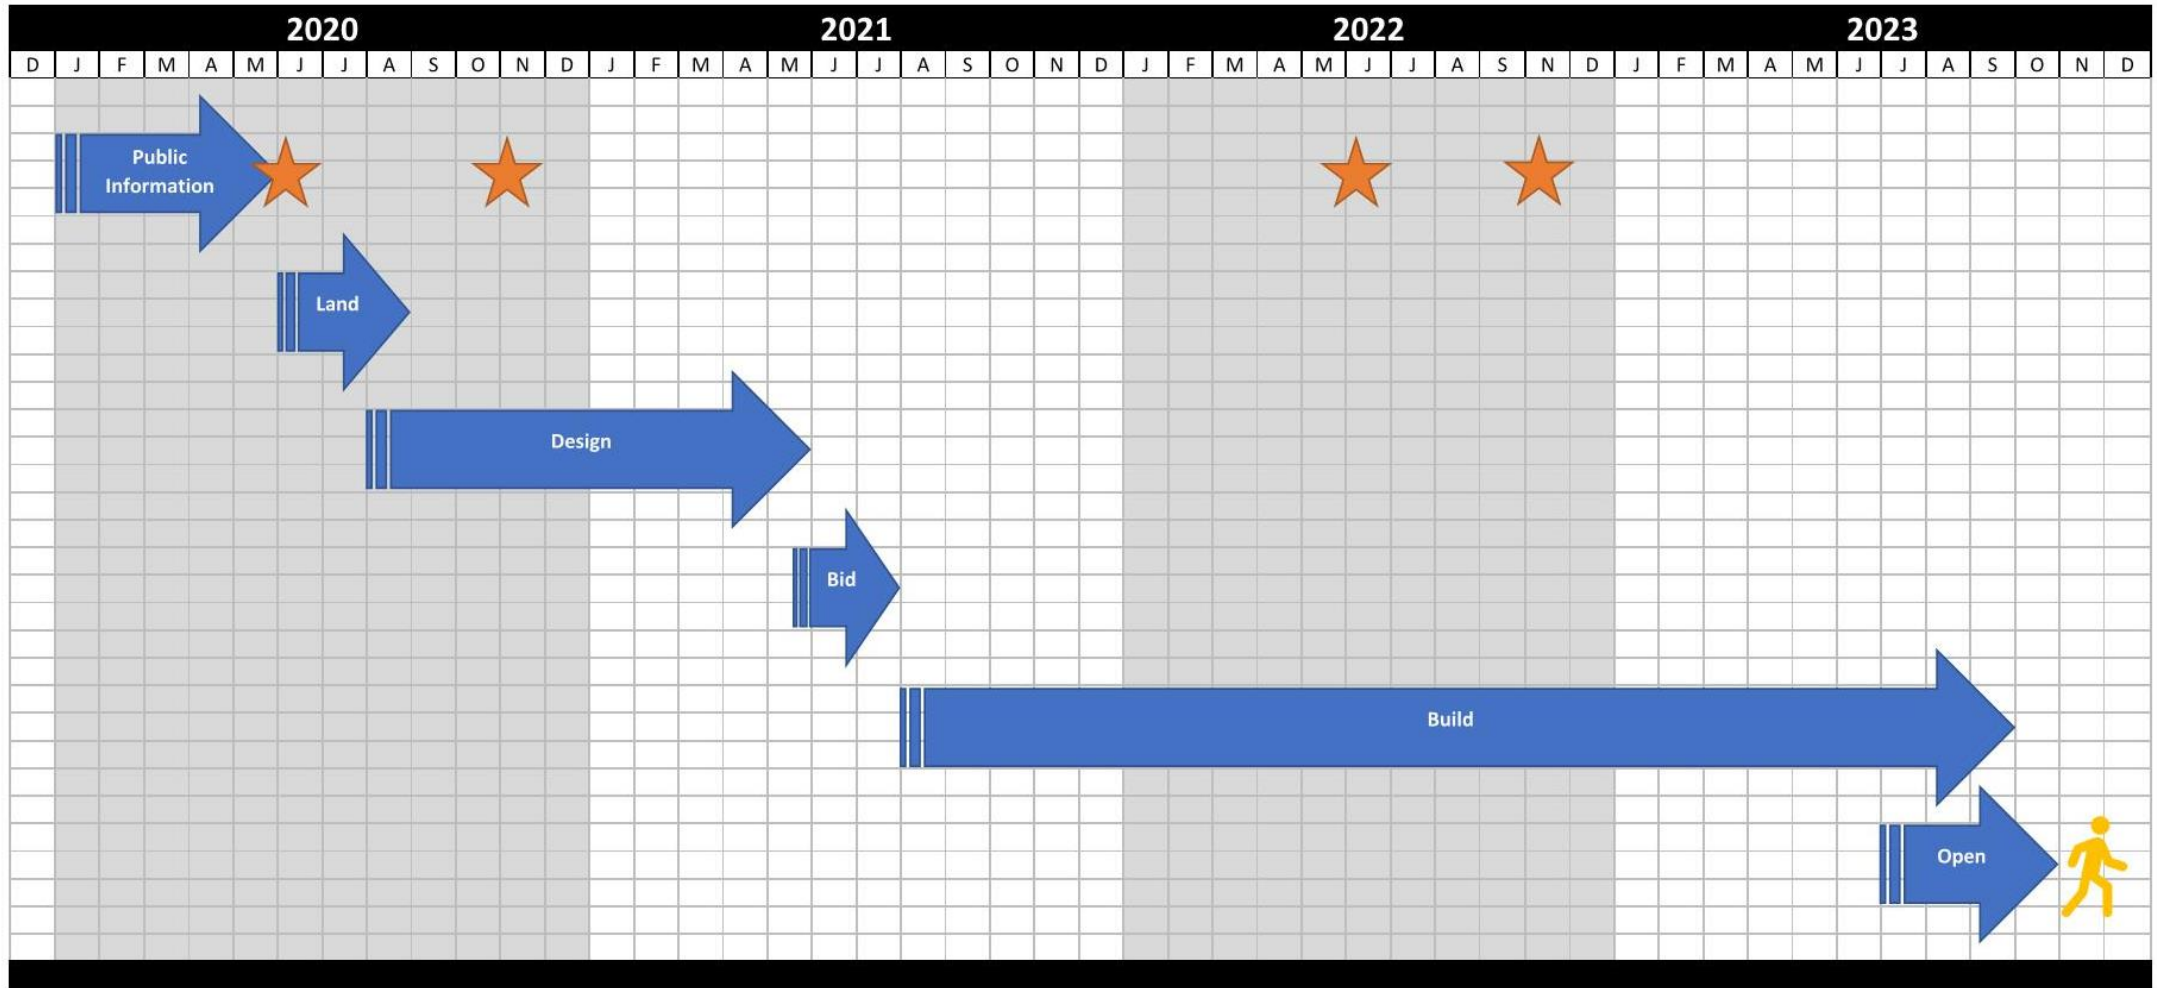 2020 2021 2022 2023
D J F M A M J J A S O N D J F M A M J J A S O N D J F M A M J J A S N D J F M A M J J A S O N D
Public
Information
Land
Design
Bid
Build
Open